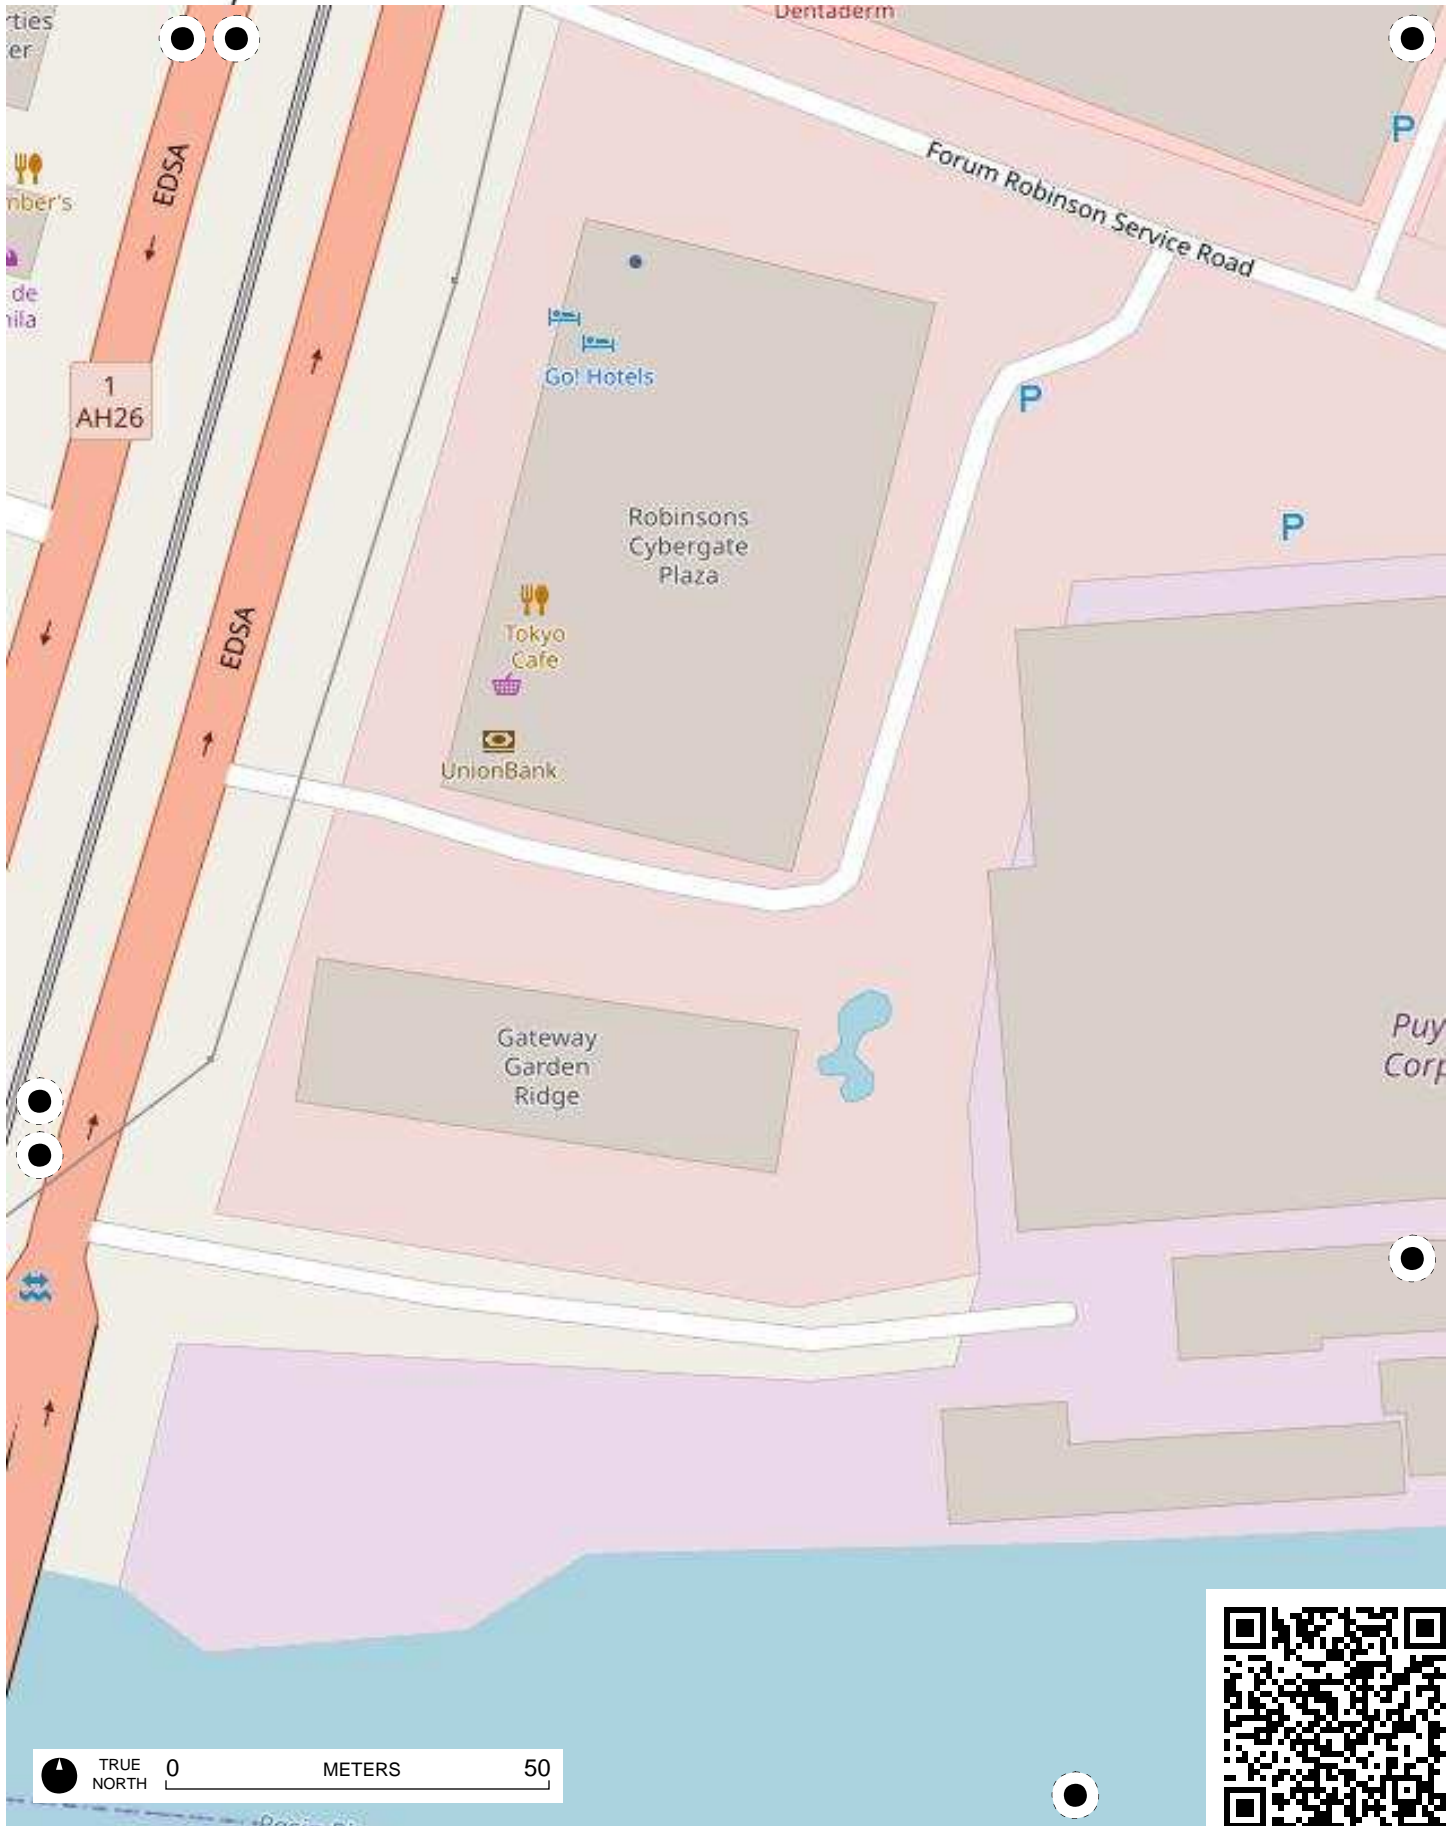 Dentaderm
EDSA
Forum Robinson Service Road
P
de
1
AH26
Go! Hotels
P
Robinsons
Cybergate
Plaza
P
EDSA
Tokyo
Cafe
UnionBank
Gateway
Garden
Ridge
TRUE
NORTH
0
METERS
50